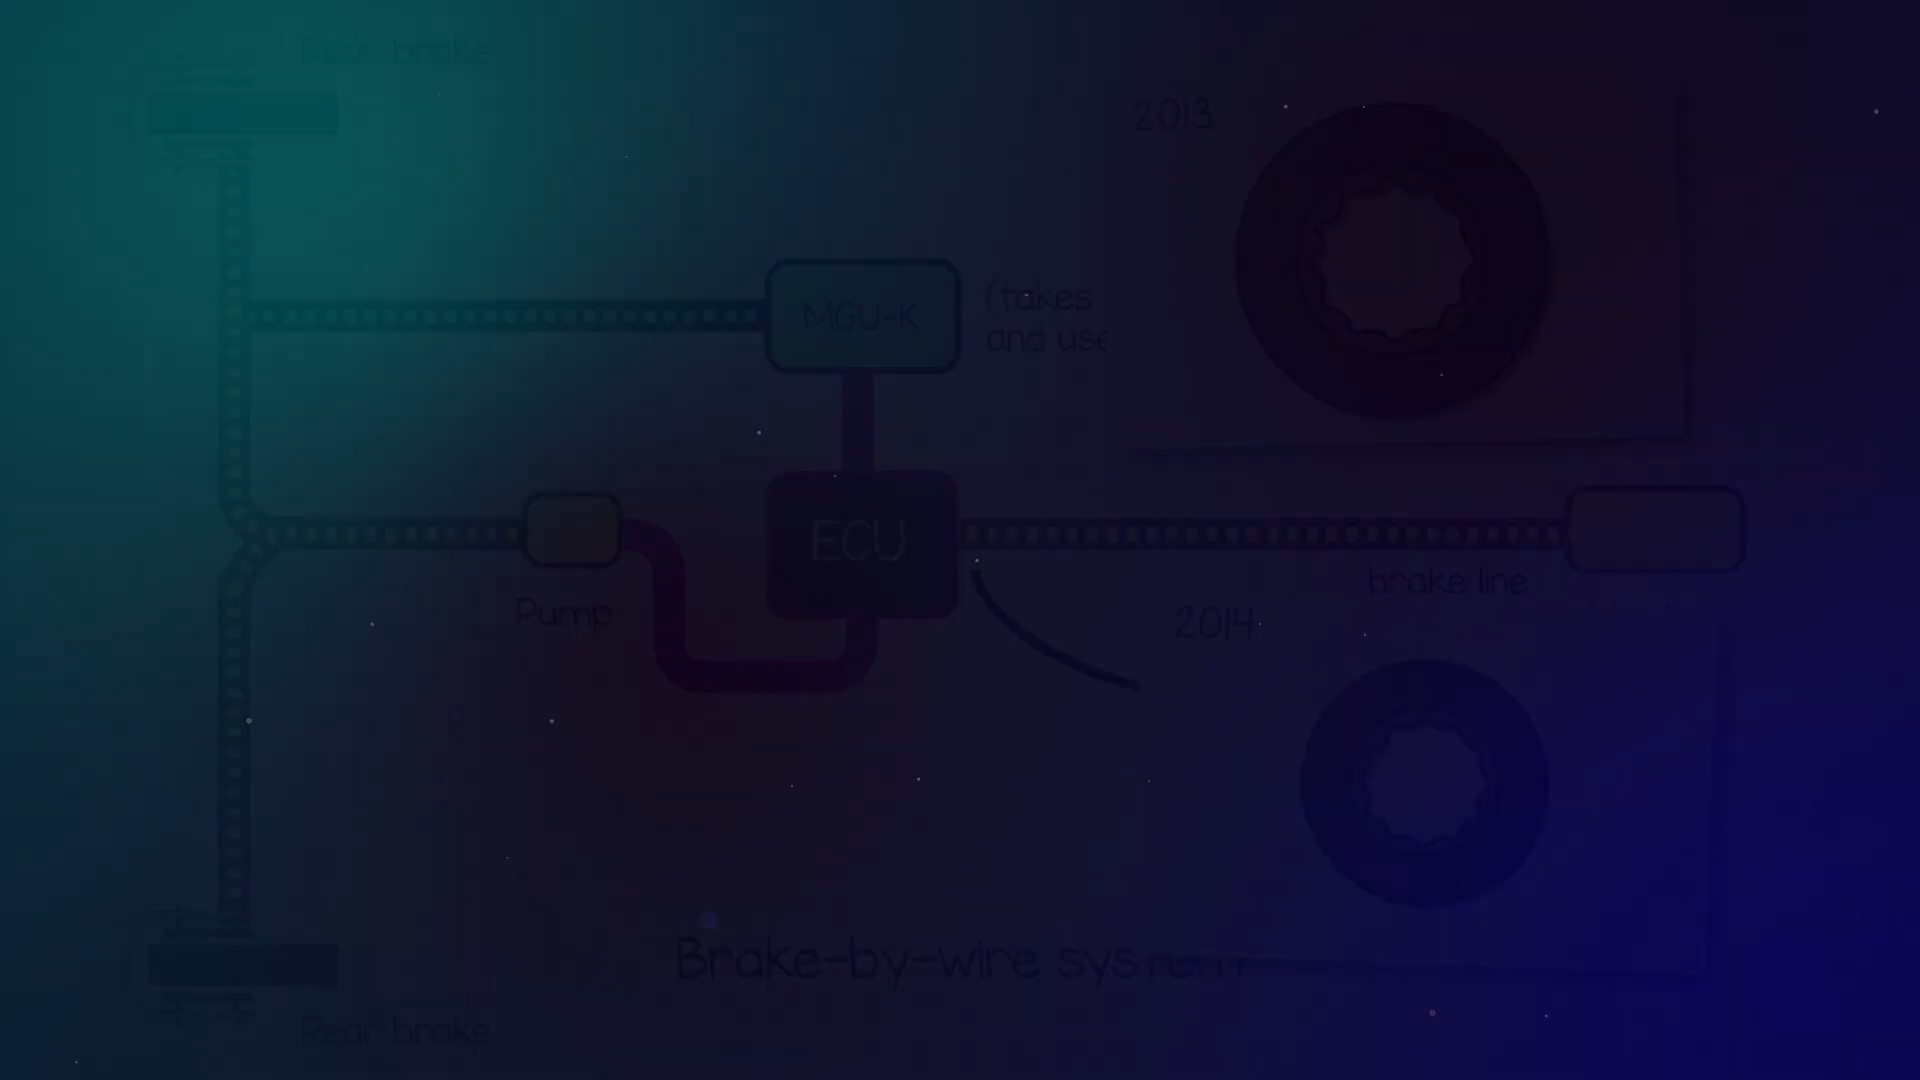 Rear brake
2013
MGU-K
(takes
and use
ECU
brake line
Pump
2014
Brake-by-wire system
Rear brake